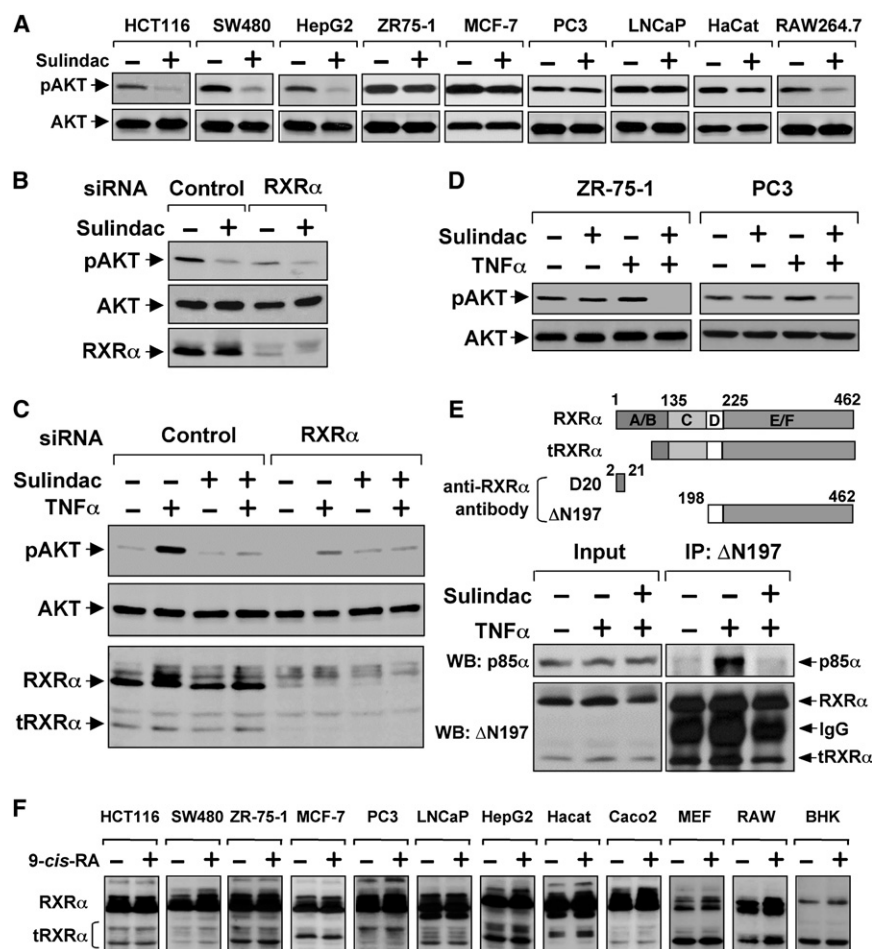 A
HCT116 SW480 HepG2 ZR75-1 MCF-7 PC3 LNCaP HaCat RAW264.7
Sulindac – + – + – + – + – + – + – + – + – +
pAKT
AKT
B
siRNA Control RXRα
Sulindac – + – +
pAKT
AKT
RXRα
C
siRNA Control RXRα
Sulindac – – + + – – + +
TNFα – + – + – + – +
pAKT
AKT
RXRα
tRXRα
D
ZR-75-1 PC3
Sulindac – + – + – + – +
TNFα – – + + – – + +
pAKT
AKT
E
1 135 225 462
RXRα A/B C D E/F
tRXRα
2 21
anti-RXRα antibody
D20
198 462
ΔN197
Input IP: ΔN197
Sulindac – – + – – +
TNFα – + + – + +
WB: p85α p85α
WB: ΔN197
RXRα
IgG
tRXRα
F
HCT116 SW480 ZR-75-1 MCF-7 PC3 LNCaP HepG2 Hacat Caco2 MEF RAW BHK
9-cis-RA – + – + – + – + – + – + – + – + – + – + – + – +
RXRα
tRXRα